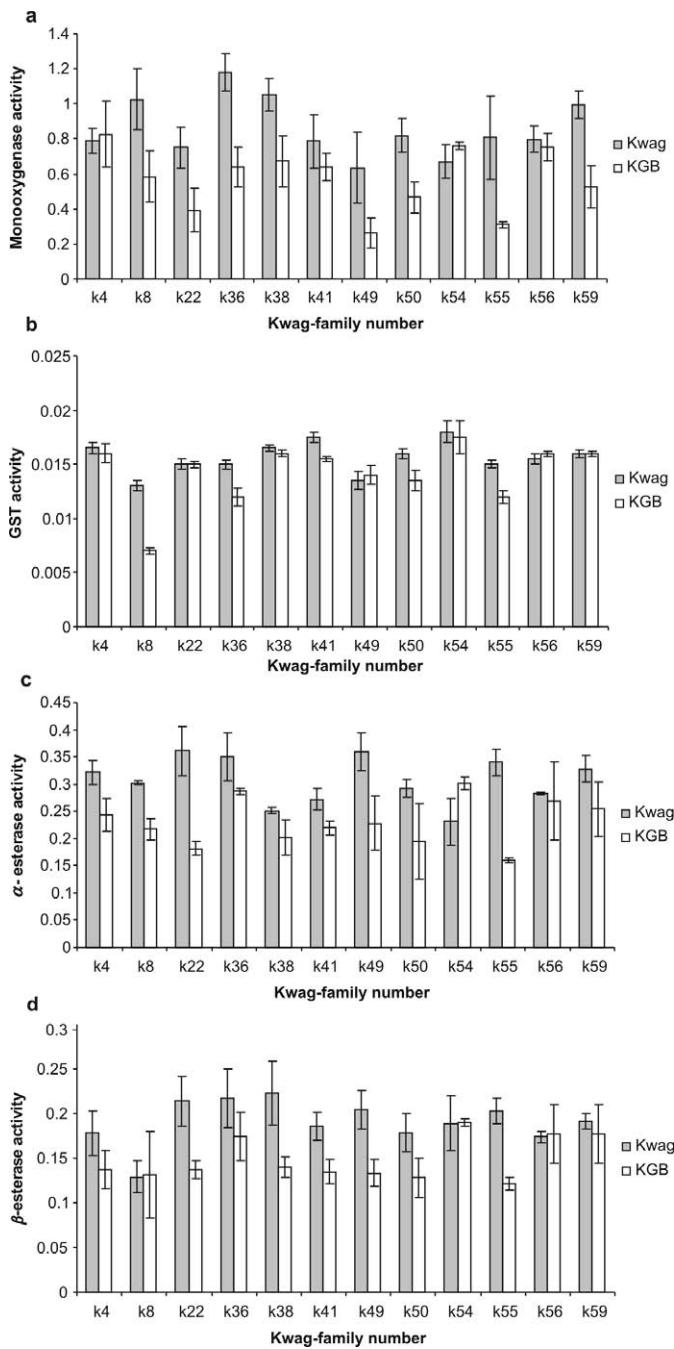 a
Monooxygenase activity
1.4
1.2
1
0.8
0.6
0.4
0.2
0
Kwag
KGB
k4 k8 k22 k36 k38 k41 k49 k50 k54 k55 k56 k59
Kwag-family number
b
GST activity
0.025
0.02
0.015
0.01
0.005
0
Kwag
KGB
k4 k8 k22 k36 k38 k41 k49 k50 k54 k55 k56 k59
Kwag-family number
c
α- esterase activity
0.45
0.4
0.35
0.3
0.25
0.2
0.15
0.1
0.05
0
Kwag
KGB
k4 k8 k22 k36 k38 k41 k49 k50 k54 k55 k56 k59
Kwag-family number
d
β-esterase activity
0.3
0.25
0.2
0.15
0.1
0.05
0
Kwag
KGB
k4 k8 k22 k36 k38 k41 k49 k50 k54 k55 k56 k59
Kwag-family number